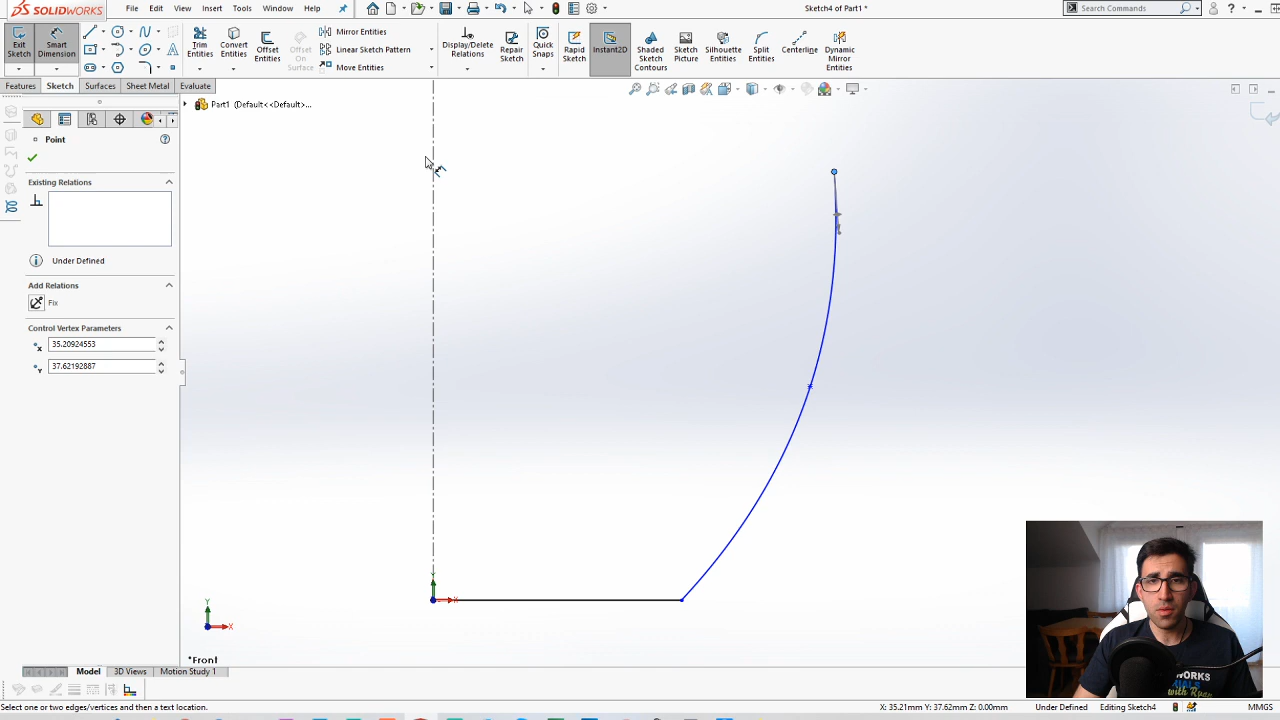 SOLIDWORKS
File Edit View Insert Tools Window Help
Sketch4 of Part1 *
Search Commands
Exit Sketch
Smart Dimension
Trim Entities
Convert Entities
Offset Entities
Offset On Surface
Mirror Entities
Linear Sketch Pattern
Move Entities
Display/Delete Relations
Repair Sketch
Quick Snaps
Rapid Sketch
Instant2D
Shaded Sketch Contours
Sketch Picture
Silhouette Entities
Split Entities
Centerline
Dynamic Mirror Entities
Features Sketch Surfaces Sheet Metal Evaluate
Part1 (Default<<Default>...
Point
Existing Relations
Under Defined
Add Relations
Fix
Control Vertex Parameters
35.20924553
37.62192887
Y
X
Y
X
*Front
WORKS
RIALS
with Ryan
Model 3D Views Motion Study 1
Select one or two edges/vertices and then a text location.
X: 35.21mm Y: 37.62mm Z: 0.00mm
Under Defined
Editing Sketch4
MMGS